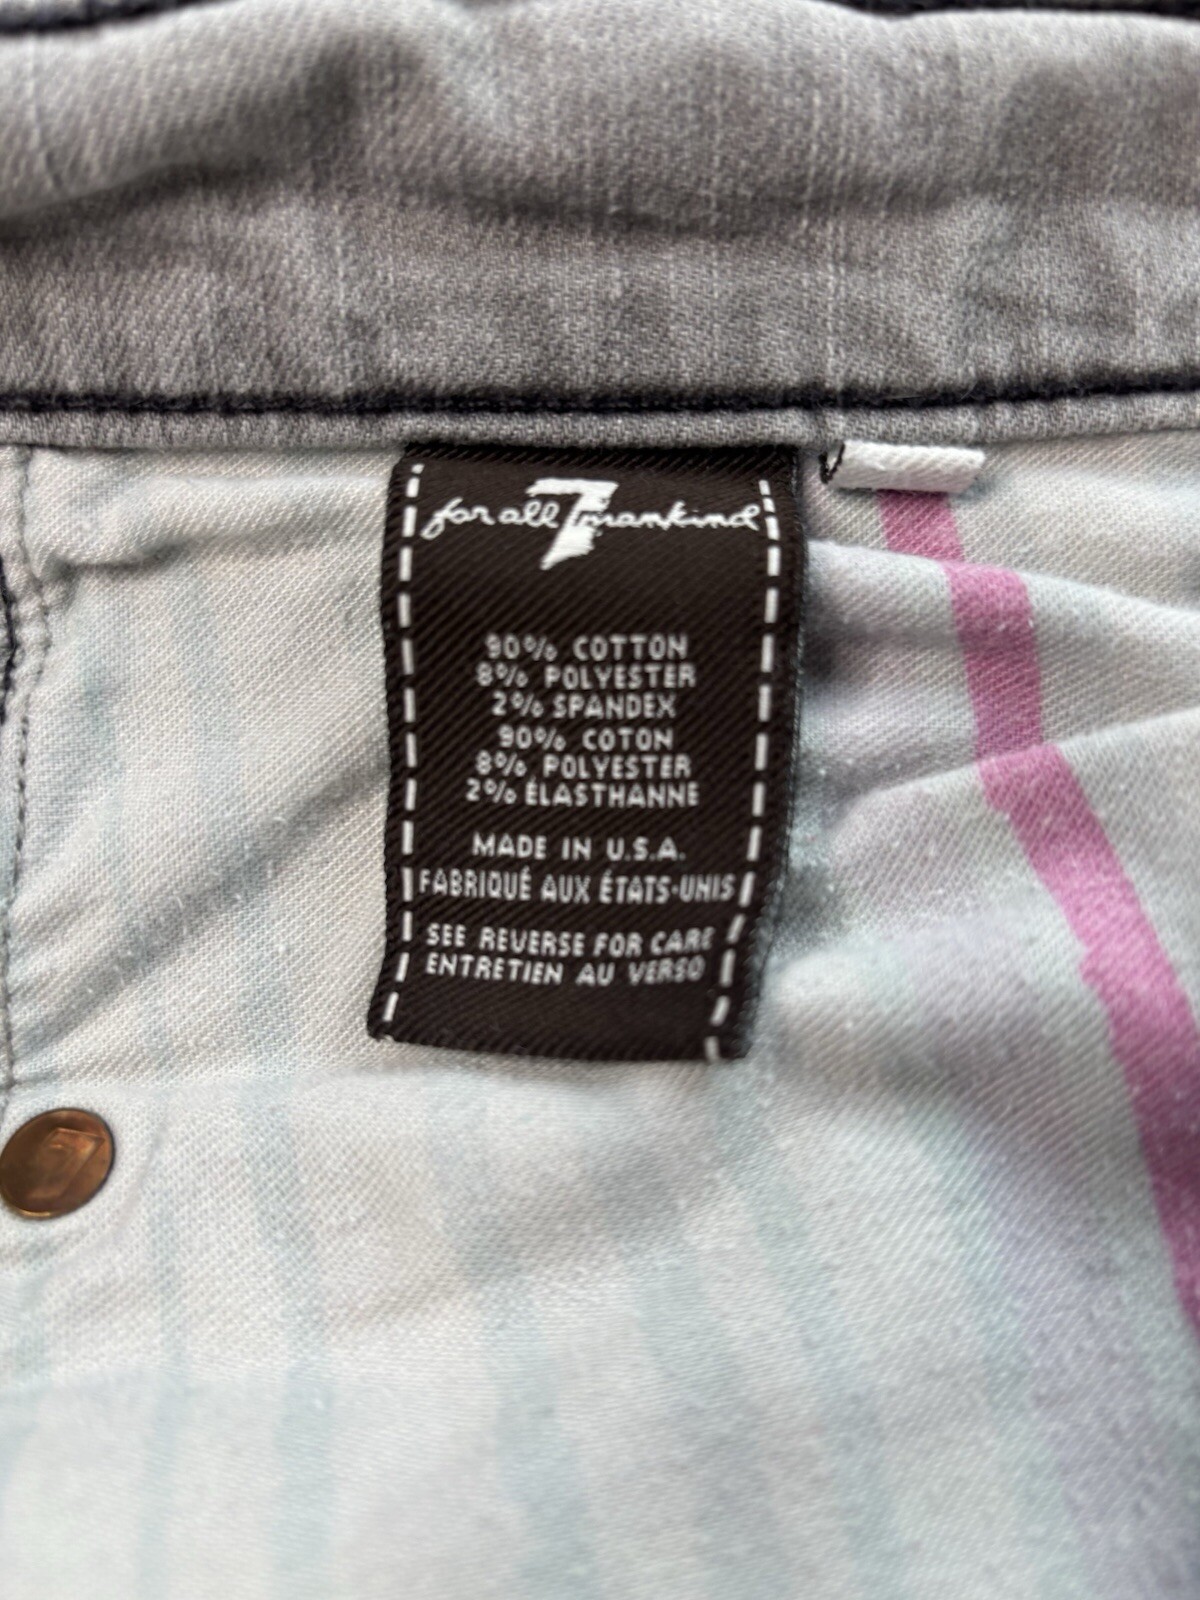 for all 7 mankind
90% COTTON
8% POLYESTER
2% SPANDEX
90% COTON
8% POLYESTER
2% ÉLASTHANNE
MADE IN U.S.A.
FABRIQUÉ AUX ÉTATS-UNIS
SEE REVERSE FOR CARE
ENTRETIEN AU VERSO
7